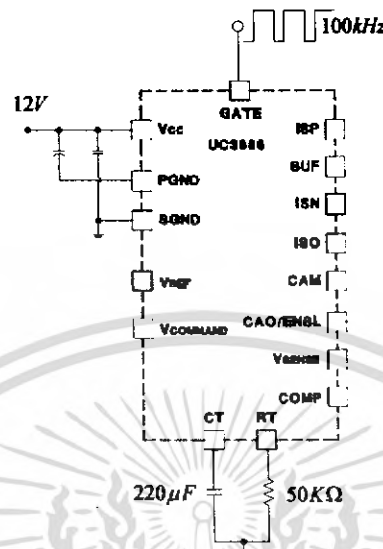 100kHz
12V
GATE
Vcc
UC3886
ISP
PGND
BUF
SGND
ISN
ISO
VREF
CAM
VCOMMAND
CAO/ENBL
VSENSE
COMP
CT
RT
220μF
50KΩ